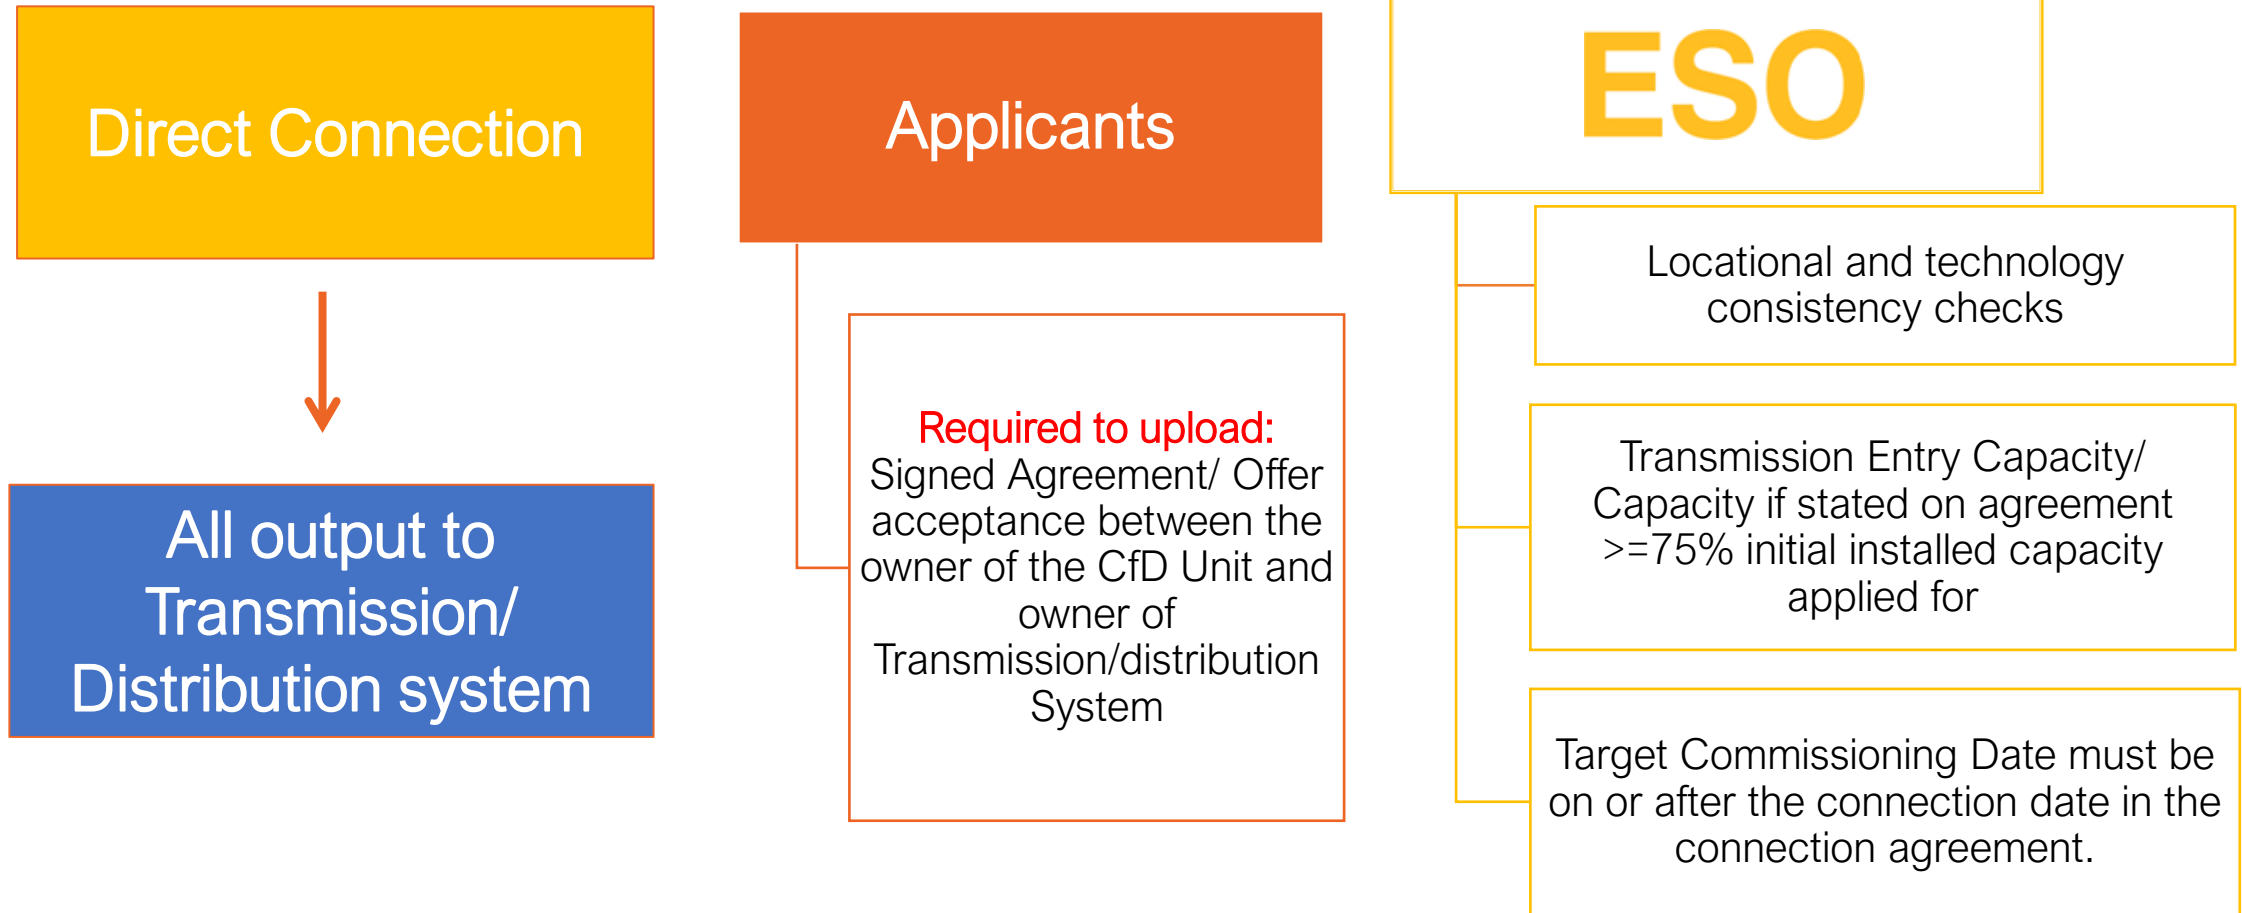 Direct Connection
All output to
Transmission/
Distribution system
Applicants
Required to upload:
Signed Agreement/ Offer
acceptance between the
owner of the CfD Unit and
owner of
Transmission/distribution
System
ESO
Locational and technology
consistency checks
Transmission Entry Capacity/
Capacity if stated on agreement
>=75% initial installed capacity
applied for
Target Commissioning Date must be
on or after the connection date in the
connection agreement.